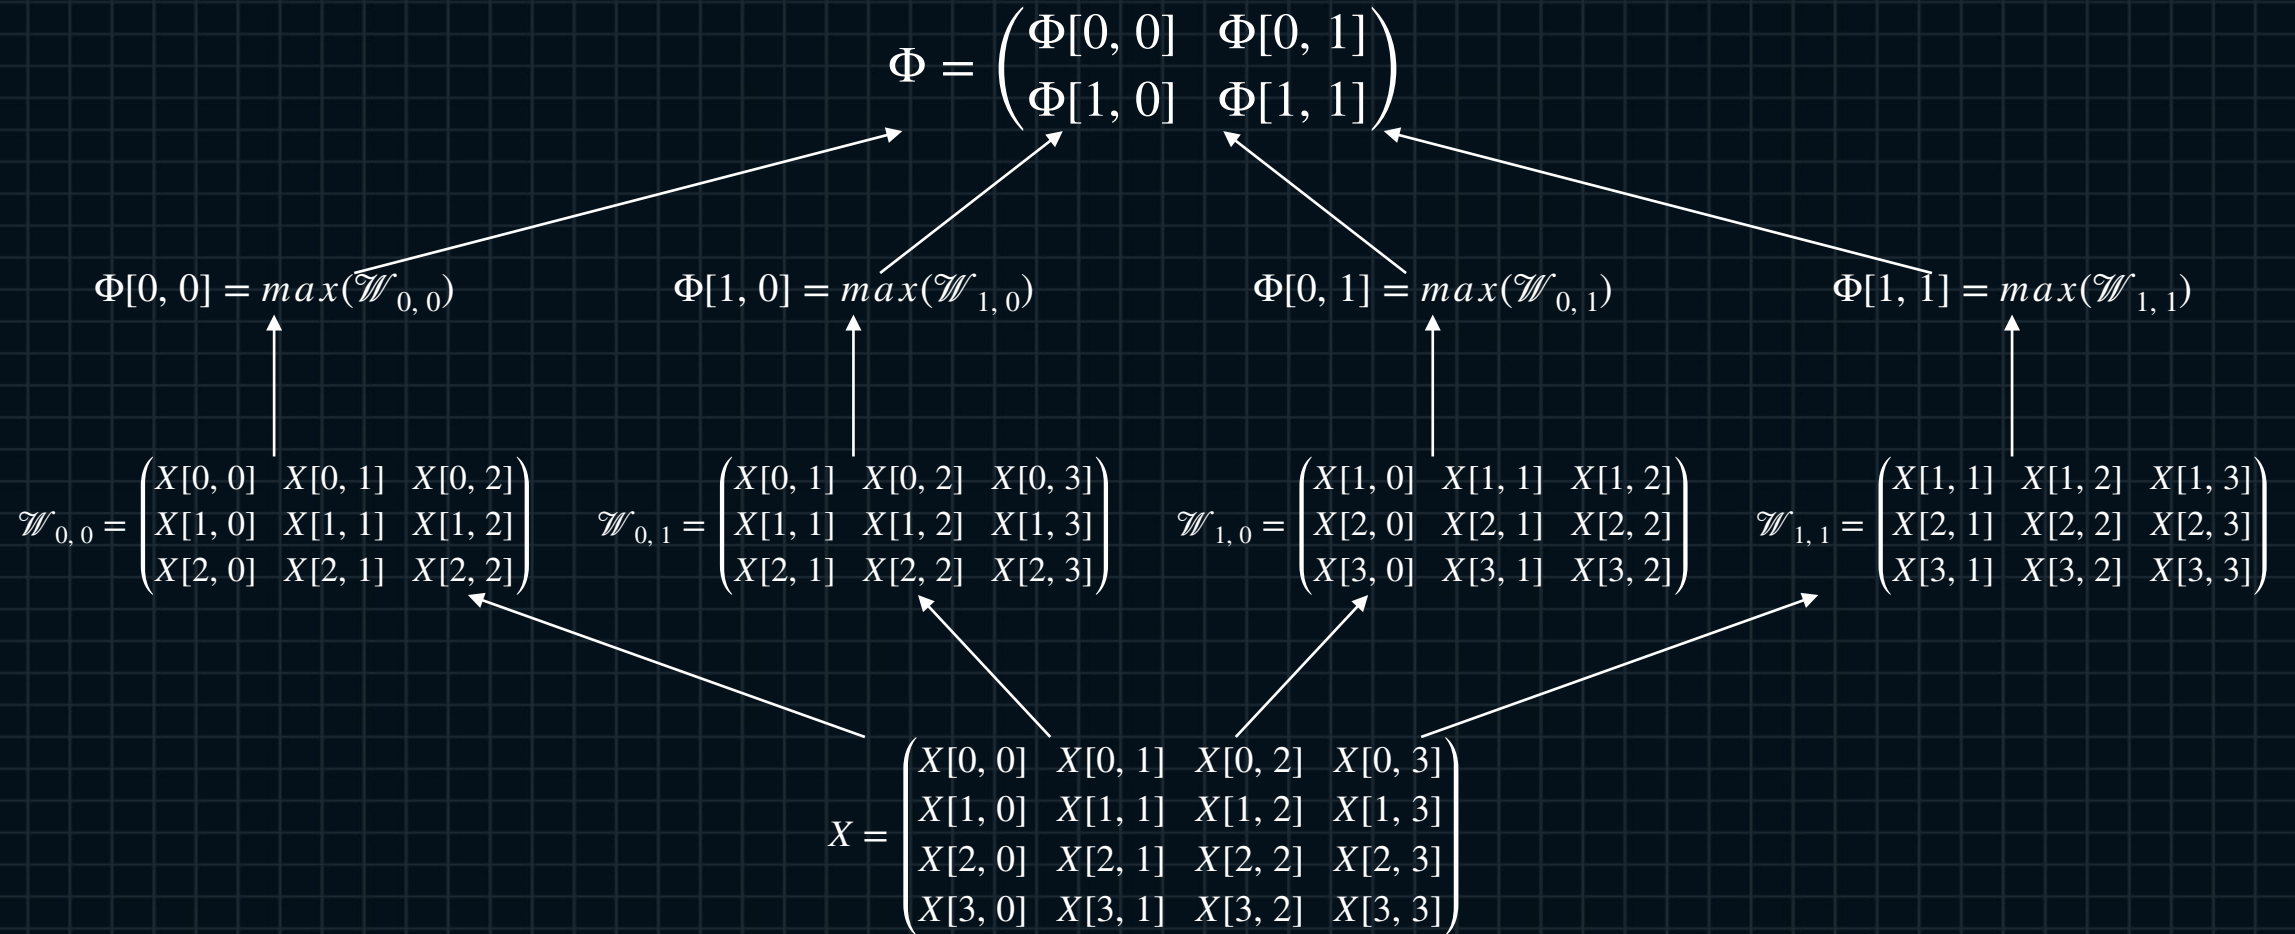 Φ = (Φ[0, 0] Φ[0, 1]
Φ[1, 0] Φ[1, 1])
Φ[0, 0] = max(𝒲0, 0)
Φ[1, 0] = max(𝒲1, 0)
Φ[0, 1] = max(𝒲0, 1)
Φ[1, 1] = max(𝒲1, 1)
𝒲0, 0 = (X[0, 0] X[0, 1] X[0, 2]
X[1, 0] X[1, 1] X[1, 2]
X[2, 0] X[2, 1] X[2, 2])
𝒲0, 1 = (X[0, 1] X[0, 2] X[0, 3]
X[1, 1] X[1, 2] X[1, 3]
X[2, 1] X[2, 2] X[2, 3])
𝒲1, 0 = (X[1, 0] X[1, 1] X[1, 2]
X[2, 0] X[2, 1] X[2, 2]
X[3, 0] X[3, 1] X[3, 2])
𝒲1, 1 = (X[1, 1] X[1, 2] X[1, 3]
X[2, 1] X[2, 2] X[2, 3]
X[3, 1] X[3, 2] X[3, 3])
X = (X[0, 0] X[0, 1] X[0, 2] X[0, 3]
X[1, 0] X[1, 1] X[1, 2] X[1, 3]
X[2, 0] X[2, 1] X[2, 2] X[2, 3]
X[3, 0] X[3, 1] X[3, 2] X[3, 3])